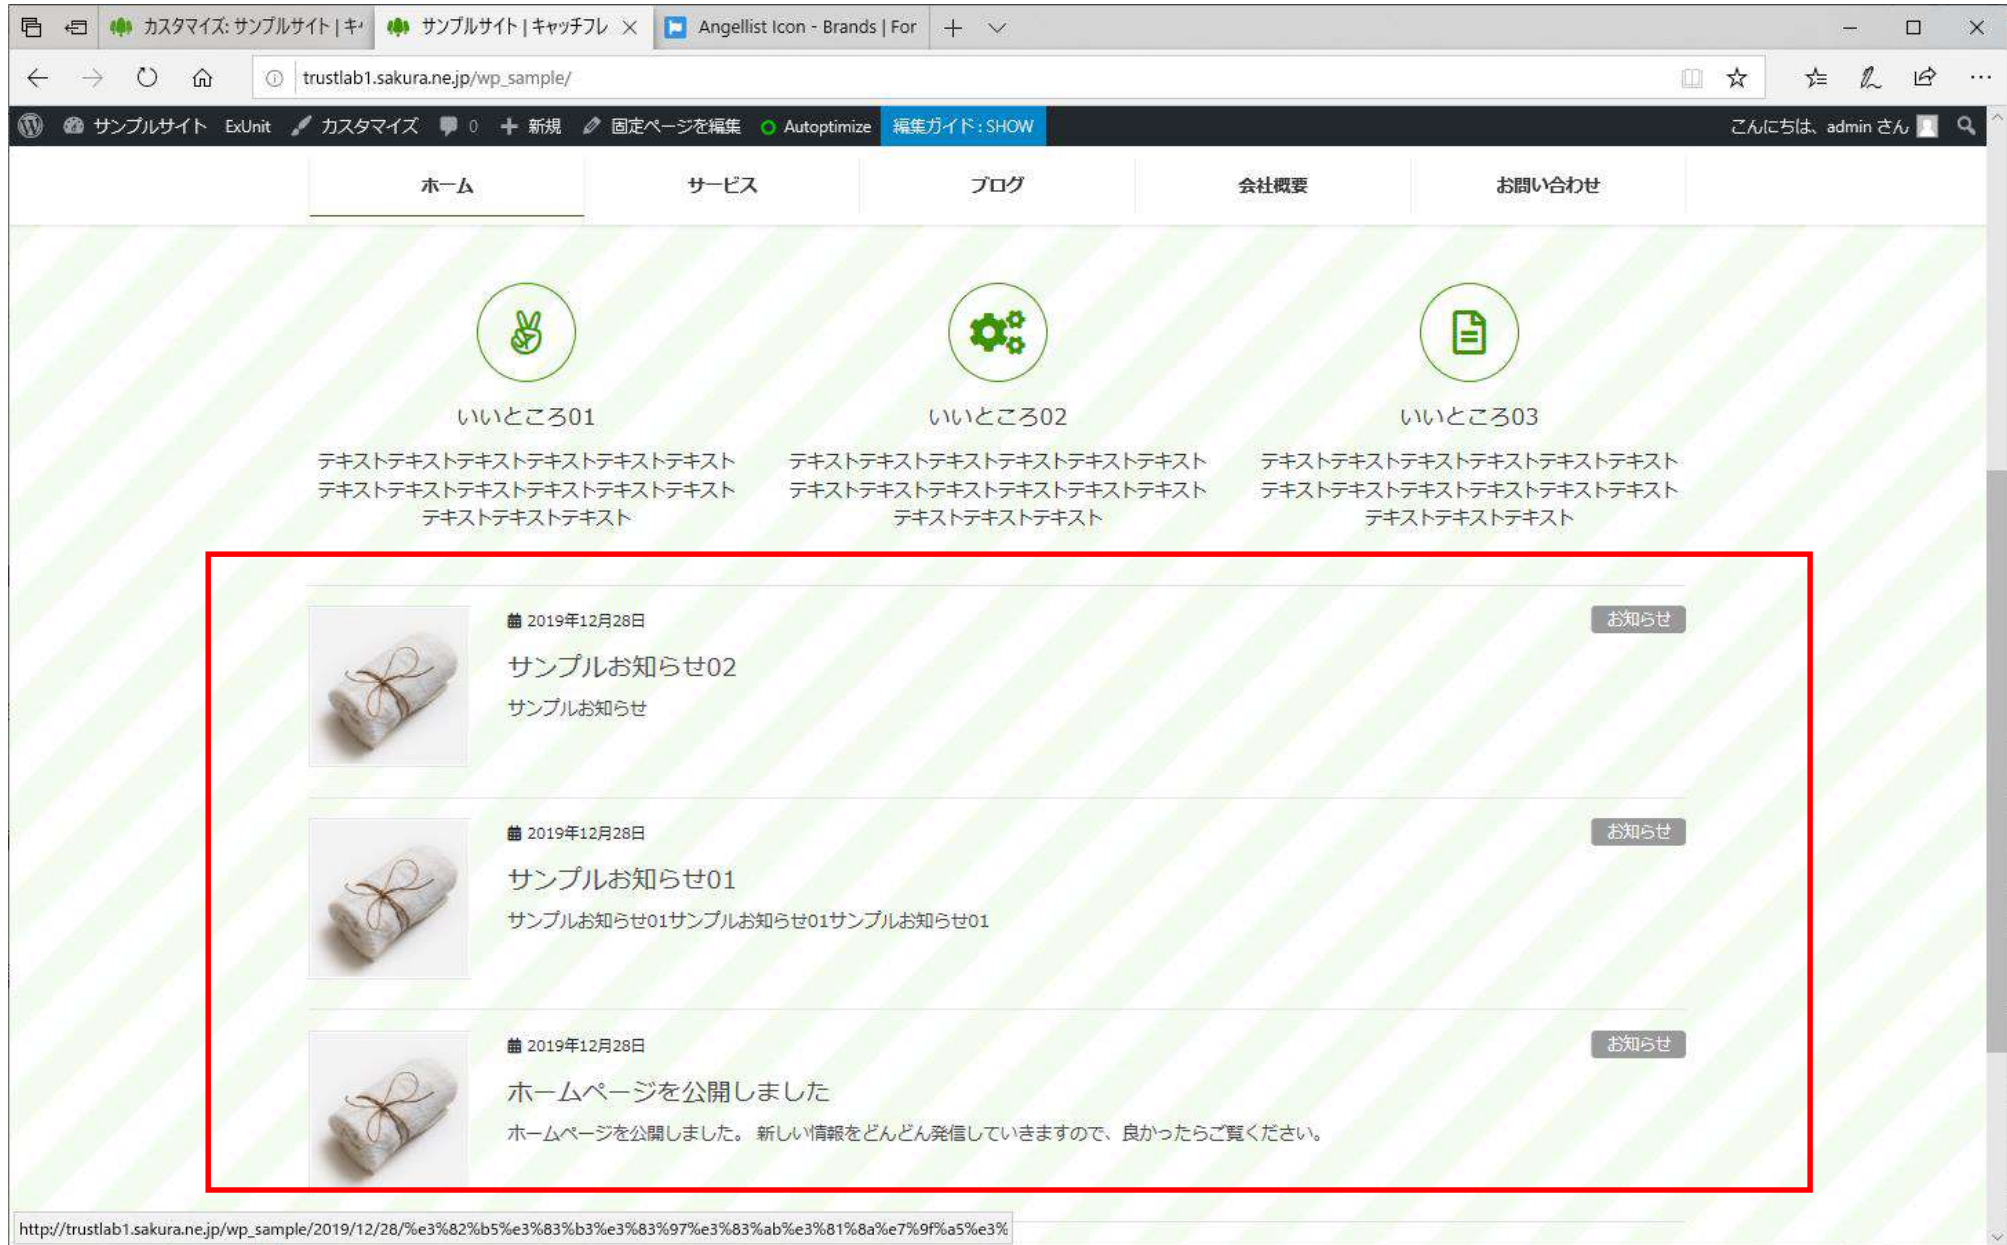 カスタマイズ: サンプルサイト | キ
サンプルサイト | キャッチフレ
Angellist Icon - Brands | For
trustlab1.sakura.ne.jp/wp_sample/
サンプルサイト ExUnit カスタマイズ 0 新規 固定ページを編集 Autoptimize 編集ガイド : SHOW こんにちは、admin さん
ホーム サービス ブログ 会社概要 お問い合わせ
いいところ01
テキストテキストテキストテキストテキストテキスト
テキストテキストテキストテキストテキストテキスト
テキストテキストテキスト
いいところ02
テキストテキストテキストテキストテキストテキスト
テキストテキストテキストテキストテキストテキスト
テキストテキストテキスト
いいところ03
テキストテキストテキストテキストテキストテキスト
テキストテキストテキストテキストテキストテキスト
テキストテキストテキスト
2019年12月28日 お知らせ
サンプルお知らせ02
サンプルお知らせ
2019年12月28日 お知らせ
サンプルお知らせ01
サンプルお知らせ01サンプルお知らせ01サンプルお知らせ01
2019年12月28日 お知らせ
ホームページを公開しました
ホームページを公開しました。 新しい情報をどんどん発信していきますので、良かったらご覧ください。
http://trustlab1.sakura.ne.jp/wp_sample/2019/12/28/%e3%82%b5%e3%83%b3%e3%83%97%e3%83%ab%e3%81%8a%e7%9f%a5%e3%